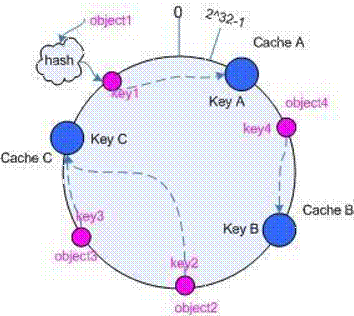 object1
0
2^32-1
hash
Cache A
key1
Key A
object4
key4
Key C
Cache C
Cache B
Key B
key3
object3
key2
object2